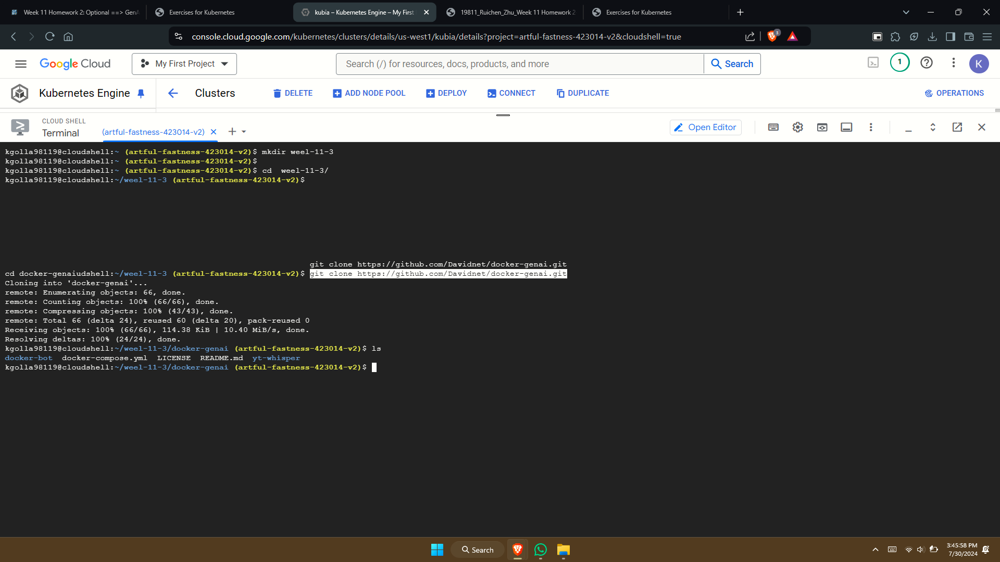 Week 11 Homework 2: Optional ==> GenA
Exercises for Kubernetes
kubia – Kubernetes Engine – My First
19811_Ruichen_Zhu_Week 11 Homework 2
Exercises for Kubernetes
console.cloud.google.com/kubernetes/clusters/details/us-west1/kubia/details?project=artful-fastness-423014-v2&cloudshell=true
3
Google Cloud
My First Project
Search (/) for resources, docs, products, and more
Search
1
K
Kubernetes Engine
Clusters
DELETE
ADD NODE POOL
DEPLOY
CONNECT
DUPLICATE
OPERATIONS
CLOUD SHELL
Terminal
(artful-fastness-423014-v2)
Open Editor
kgolla98119@cloudshell:~ (artful-fastness-423014-v2)$ mkdir weel-11-3
kgolla98119@cloudshell:~ (artful-fastness-423014-v2)$
kgolla98119@cloudshell:~ (artful-fastness-423014-v2)$ cd  weel-11-3/
kgolla98119@cloudshell:~/weel-11-3 (artful-fastness-423014-v2)$
git clone https://github.com/Davidnet/docker-genai.git
cd docker-genaiudshell:~/weel-11-3 (artful-fastness-423014-v2)$ git clone https://github.com/Davidnet/docker-genai.git
Cloning into 'docker-genai'...
remote: Enumerating objects: 66, done.
remote: Counting objects: 100% (66/66), done.
remote: Compressing objects: 100% (43/43), done.
remote: Total 66 (delta 24), reused 60 (delta 20), pack-reused 0
Receiving objects: 100% (66/66), 114.38 KiB | 10.40 MiB/s, done.
Resolving deltas: 100% (24/24), done.
kgolla98119@cloudshell:~/weel-11-3/docker-genai (artful-fastness-423014-v2)$ ls
docker-bot  docker-compose.yml  LICENSE  README.md  yt-whisper
kgolla98119@cloudshell:~/weel-11-3/docker-genai (artful-fastness-423014-v2)$
Search
3:45:58 PM
7/30/2024